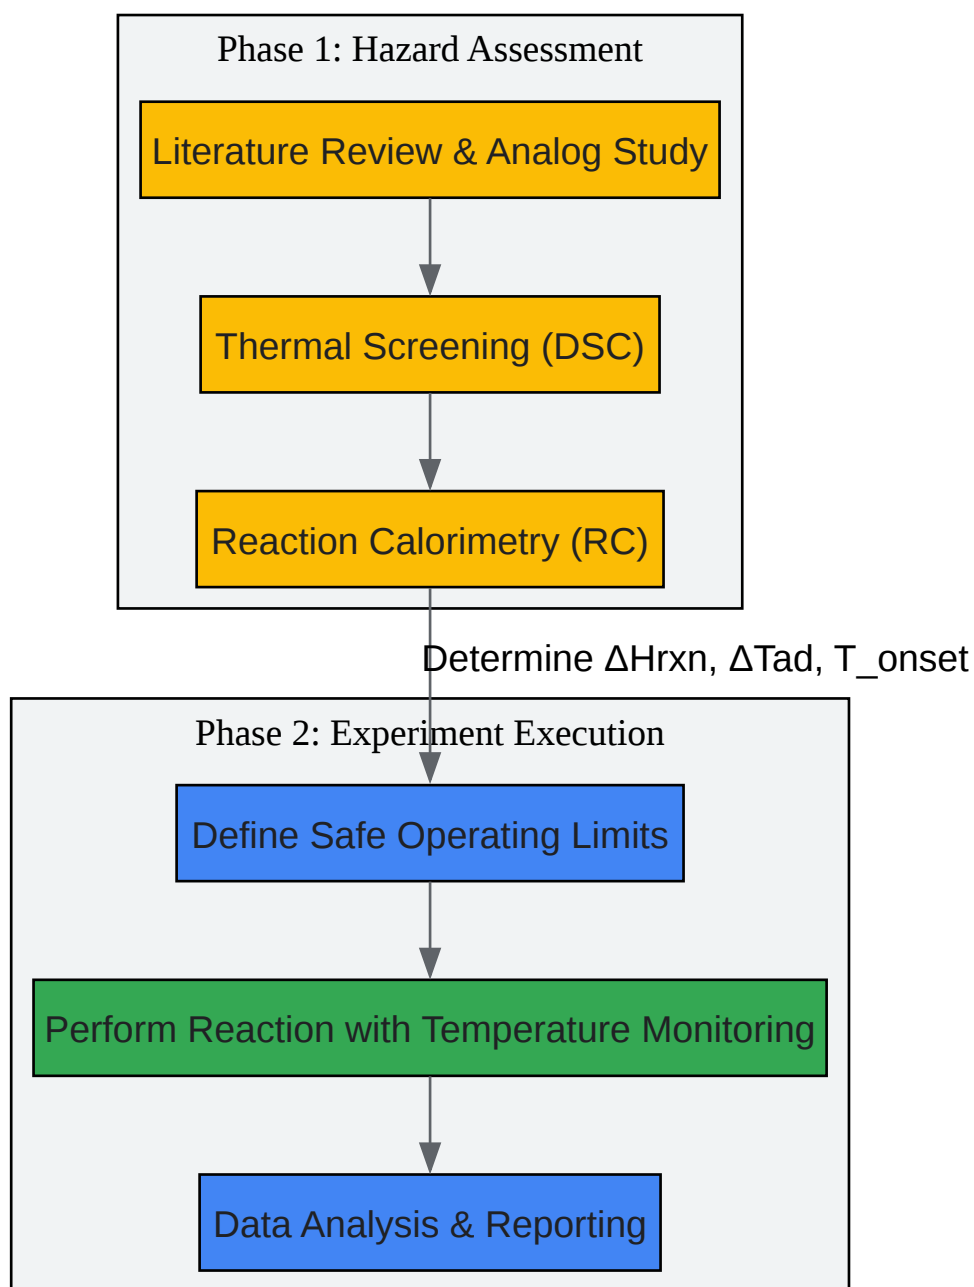 Phase 1: Hazard Assessment
Literature Review & Analog Study
Thermal Screening (DSC)
Reaction Calorimetry (RC)
Determine ΔHrxn, ΔTad, T_onset
Phase 2: Experiment Execution
Define Safe Operating Limits
Perform Reaction with Temperature Monitoring
Data Analysis & Reporting